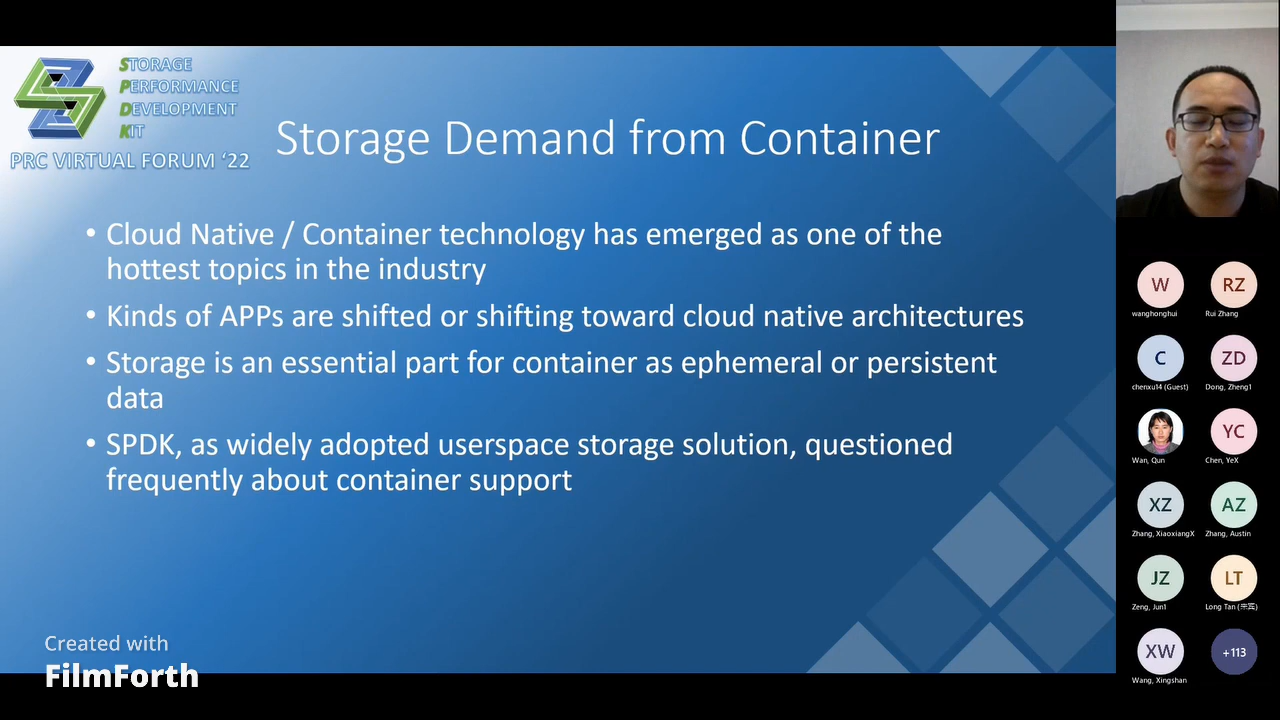 STORAGE
PERFORMANCE
DEVELOPMENT
KIT
PRC VIRTUAL FORUM ‘22
Storage Demand from Container
• Cloud Native / Container technology has emerged as one of the
hottest topics in the industry
• Kinds of APPs are shifted or shifting toward cloud native architectures
• Storage is an essential part for container as ephemeral or persistent
data
• SPDK, as widely adopted userspace storage solution, questioned
frequently about container support
Created with
FilmForth
W
RZ
wanghonghui
Rui Zhang
C
ZD
chenxu14 (Guest)
Dong, Zheng1
YC
Wan, Qun
Chen, YeX
XZ
AZ
Zhang, XiaoxiangX
Zhang, Austin
JZ
LT
Zeng, Jun1
Long Tan (
XW
+113
Wang, Xingshan